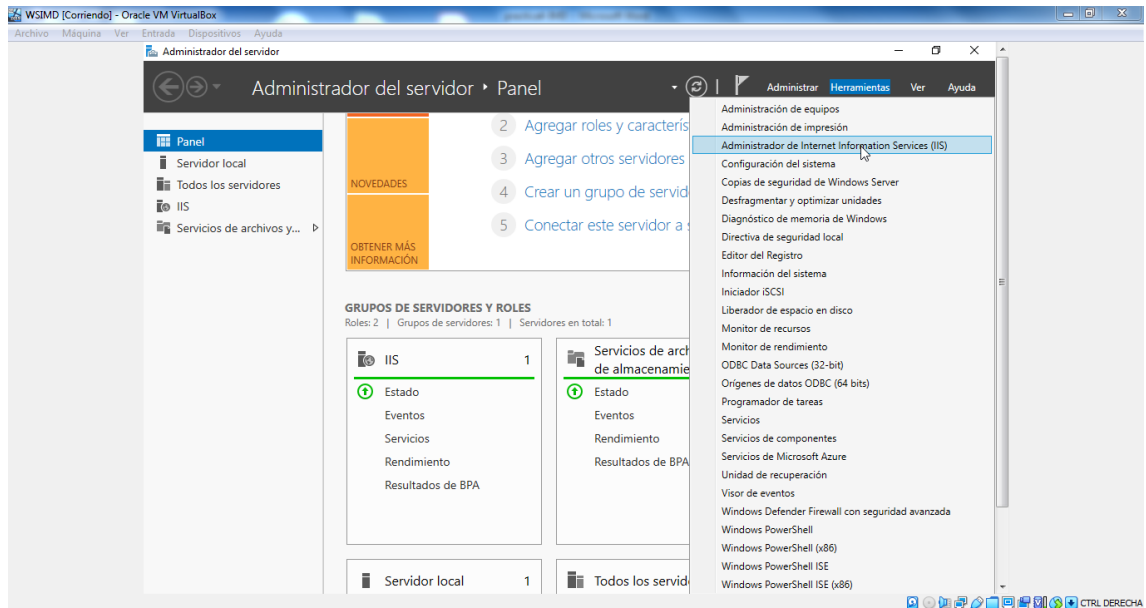 WSIMD [Corriendo] - Oracle VM VirtualBox
Archivo Máquina Ver Entrada Dispositivos Ayuda
Administrador del servidor
Administrador del servidor Panel
Administrar Herramientas Ver Ayuda
Panel
Servidor local
Todos los servidores
IIS
Servicios de archivos y...
NOVEDADES
OBTENER MÁS
INFORMACIÓN
2 Agregar roles y caracterís
3 Agregar otros servidores
4 Crear un grupo de servid
5 Conectar este servidor a s
GRUPOS DE SERVIDORES Y ROLES
Roles: 2 | Grupos de servidores: 1 | Servidores en total: 1
IIS 1
Estado
Eventos
Servicios
Rendimiento
Resultados de BPA
Servicios de arch
de almacenamie
Estado
Eventos
Rendimiento
Resultados de BPA
Servidor local 1
Todos los servid
Administración de equipos
Administración de impresión
Administrador de Internet Information Services (IIS)
Configuración del sistema
Copias de seguridad de Windows Server
Desfragmentar y optimizar unidades
Diagnóstico de memoria de Windows
Directiva de seguridad local
Editor del Registro
Información del sistema
Iniciador iSCSI
Liberador de espacio en disco
Monitor de recursos
Monitor de rendimiento
ODBC Data Sources (32-bit)
Orígenes de datos ODBC (64 bits)
Programador de tareas
Servicios
Servicios de componentes
Servicios de Microsoft Azure
Unidad de recuperación
Visor de eventos
Windows Defender Firewall con seguridad avanzada
Windows PowerShell
Windows PowerShell (x86)
Windows PowerShell ISE
Windows PowerShell ISE (x86)
CTRL DERECHA